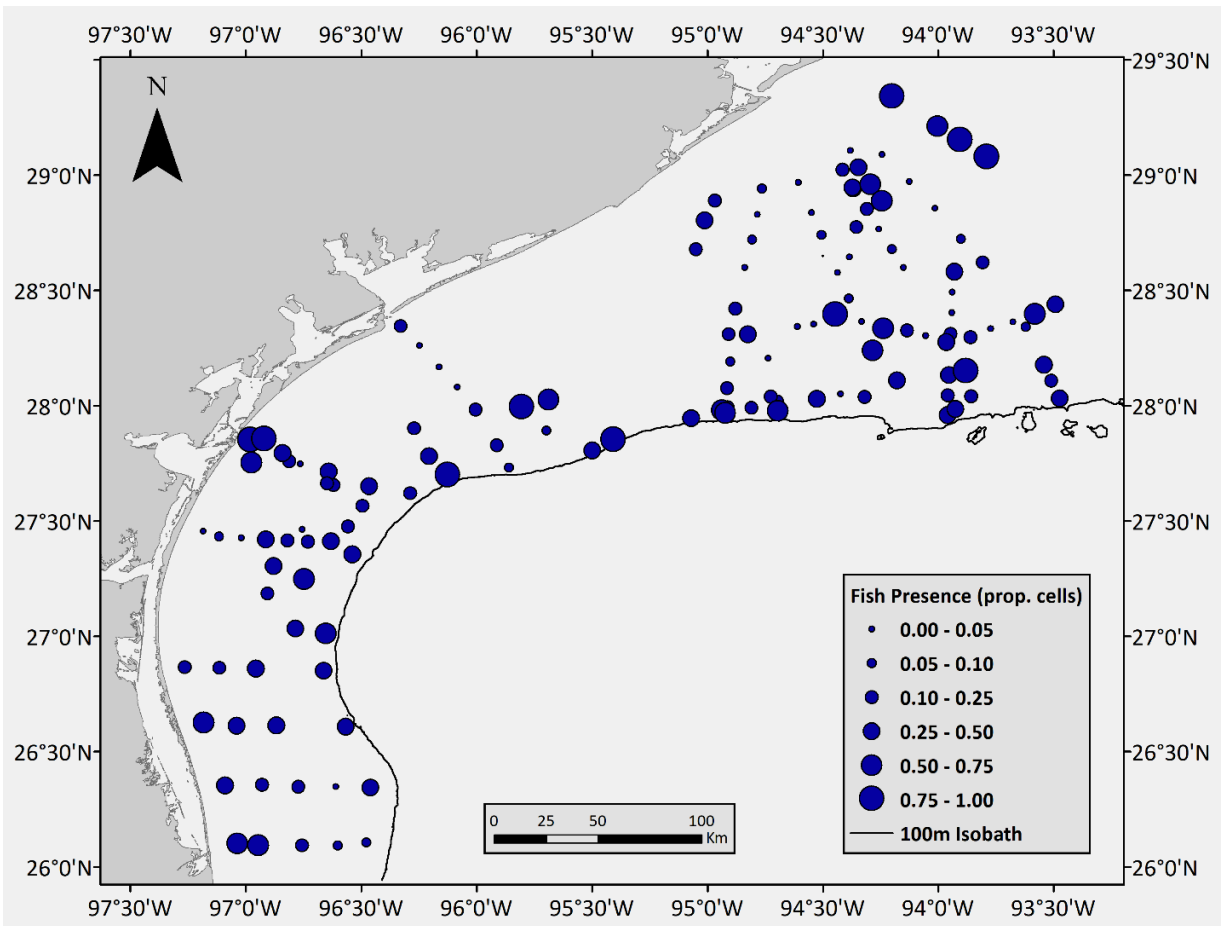 97°30'W 97°0'W 96°30'W 96°0'W 95°30'W 95°0'W 94°30'W 94°0'W 93°30'W
29°30'N 29°30'N
N
29°0'N 29°0'N
28°30'N 28°30'N
28°0'N 28°0'N
27°30'N 27°30'N
Fish Presence (prop. cells)
0.00 - 0.05
27°0'N 27°0'N
0.05 - 0.10
0.10 - 0.25
0.25 - 0.50
26°30'N 26°30'N
0.50 - 0.75
0.75 - 1.00
0 25 50 100
Km
100m Isobath
26°0'N 26°0'N
97°30'W 97°0'W 96°30'W 96°0'W 95°30'W 95°0'W 94°30'W 94°0'W 93°30'W